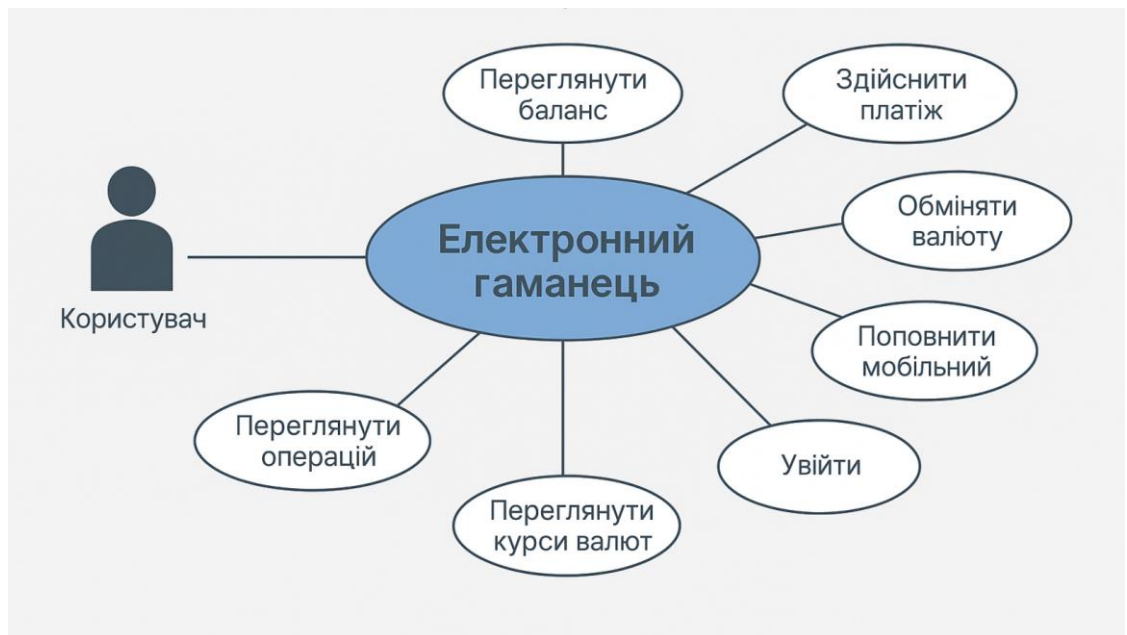 Переглянути
баланс
Здійснити
платіж
Обміняти
валюту
Електронний
гаманець
Користувач
Поповнити
мобільний
Переглянути
операцій
Увійти
Переглянути
курси валют